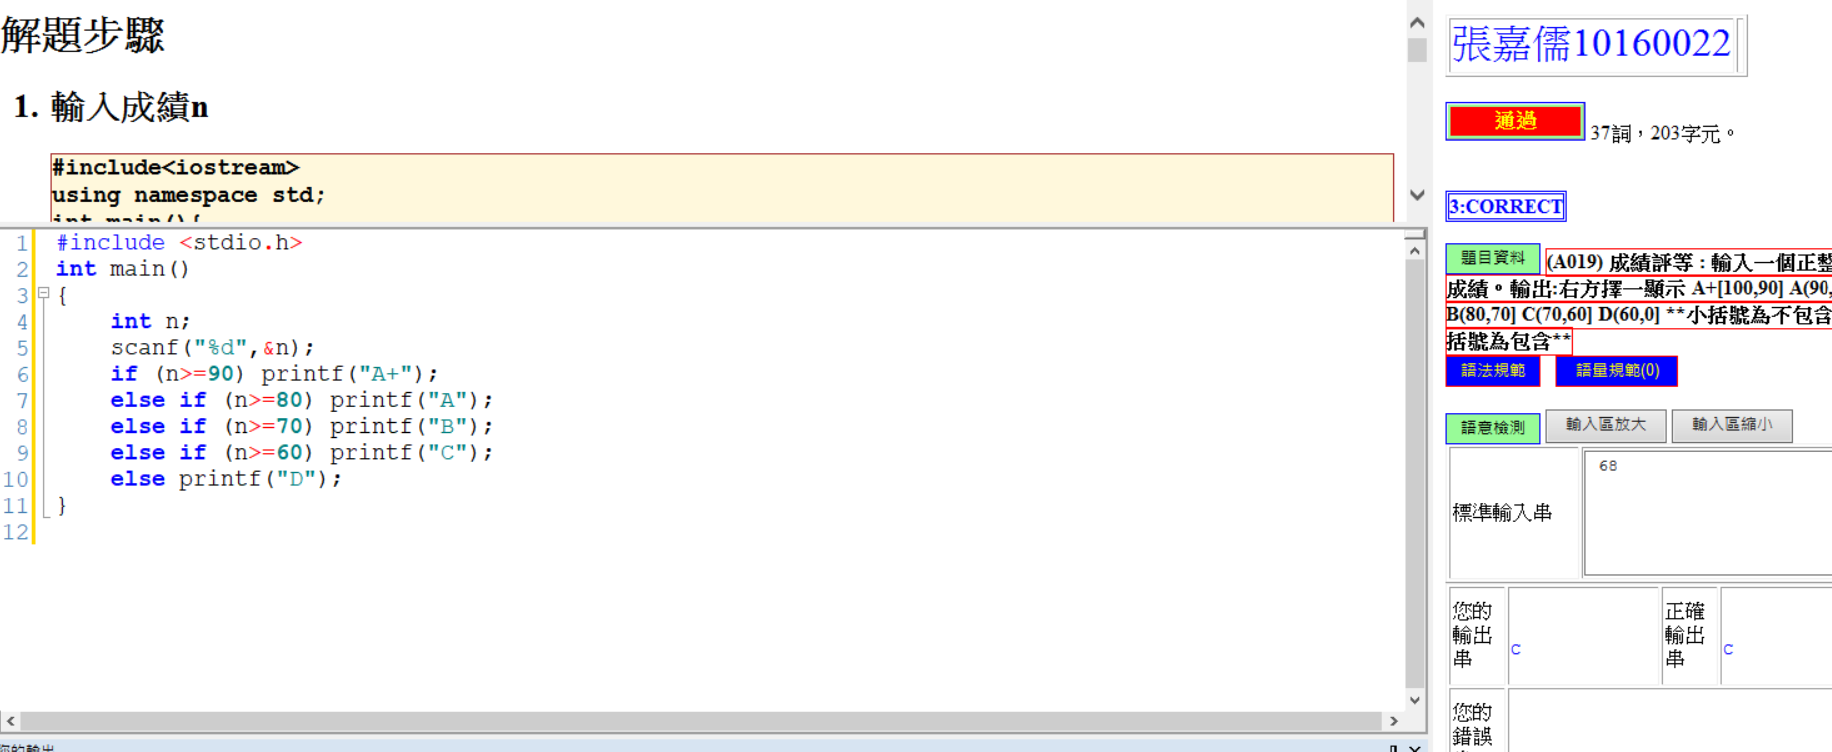 解題步驟
1. 輸入成績n
#include<iostream>
using namespace std;
int main(){
1 #include <stdio.h>
2 int main()
3 {
4 int n;
5 scanf("%d",&n);
6 if (n>=90) printf("A+");
7 else if (n>=80) printf("A");
8 else if (n>=70) printf("B");
9 else if (n>=60) printf("C");
10 else printf("D");
11 }
12
您的輸出
張嘉儒10160022
通過 37詞，203字元。
3:CORRECT
題目資料 (A019) 成績評等：輸入一個正整
成績。輸出:右方擇一顯示 A+[100,90] A(90,
B(80,70] C(70,60] D(60,0] **小括號為不包含
括號為包含**
語法規範 語量規範(0)
語意檢測 輸入區放大 輸入區縮小
標準輸入串 68
您的輸出串 C 正確輸出串 C
您的錯誤